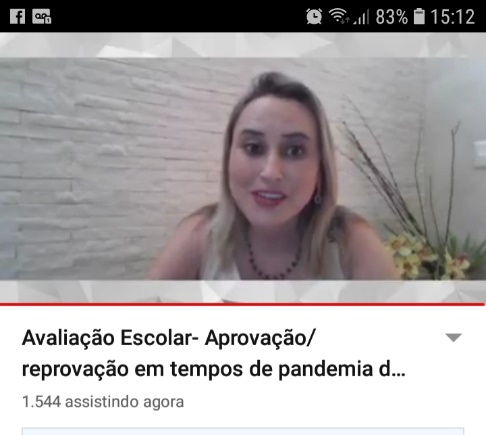 83% 15:12
Avaliação Escolar- Aprovação/
reprovação em tempos de pandemia d...
1.544 assistindo agora